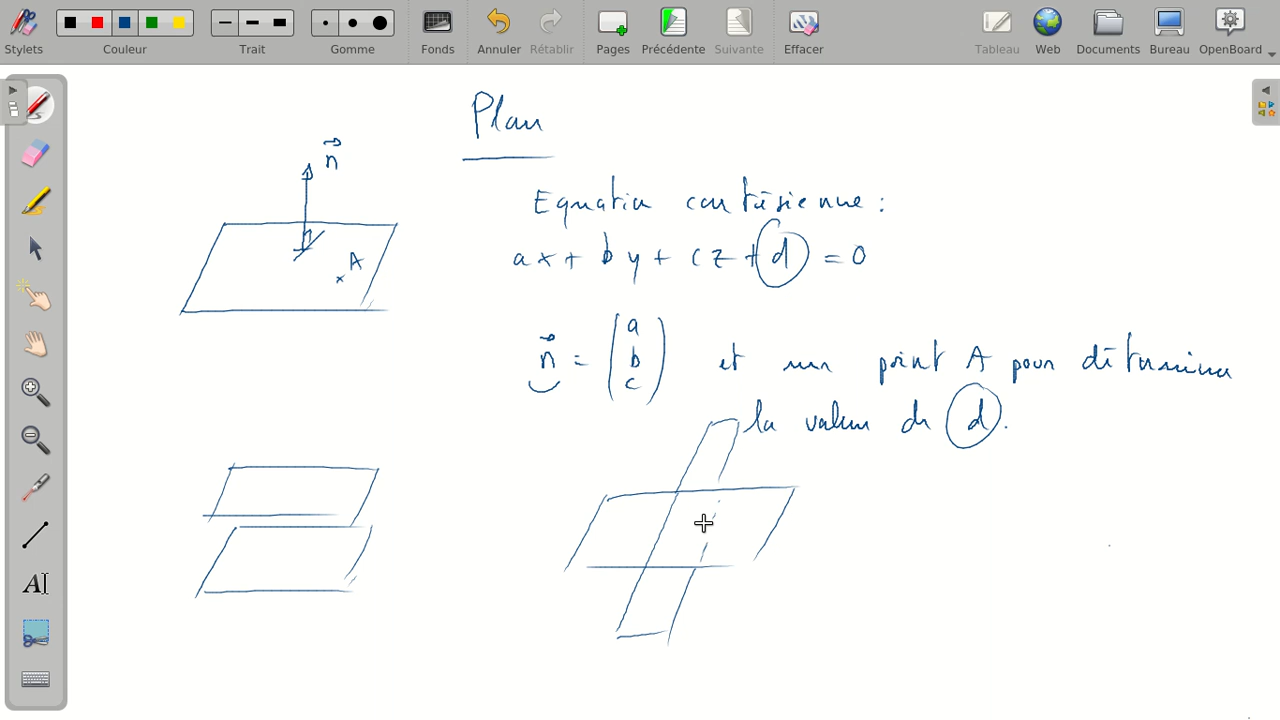 Stylets Couleur Trait Gomme Fonds Annuler Rétablir Pages Précédente Suivante Effacer Tableau Web Documents Bureau OpenBoard
Plan
n
Equation cartésienne :
ax + by + cz + d = 0
A
n = (a b c) et un point A pour déterminer
la valeur de d.